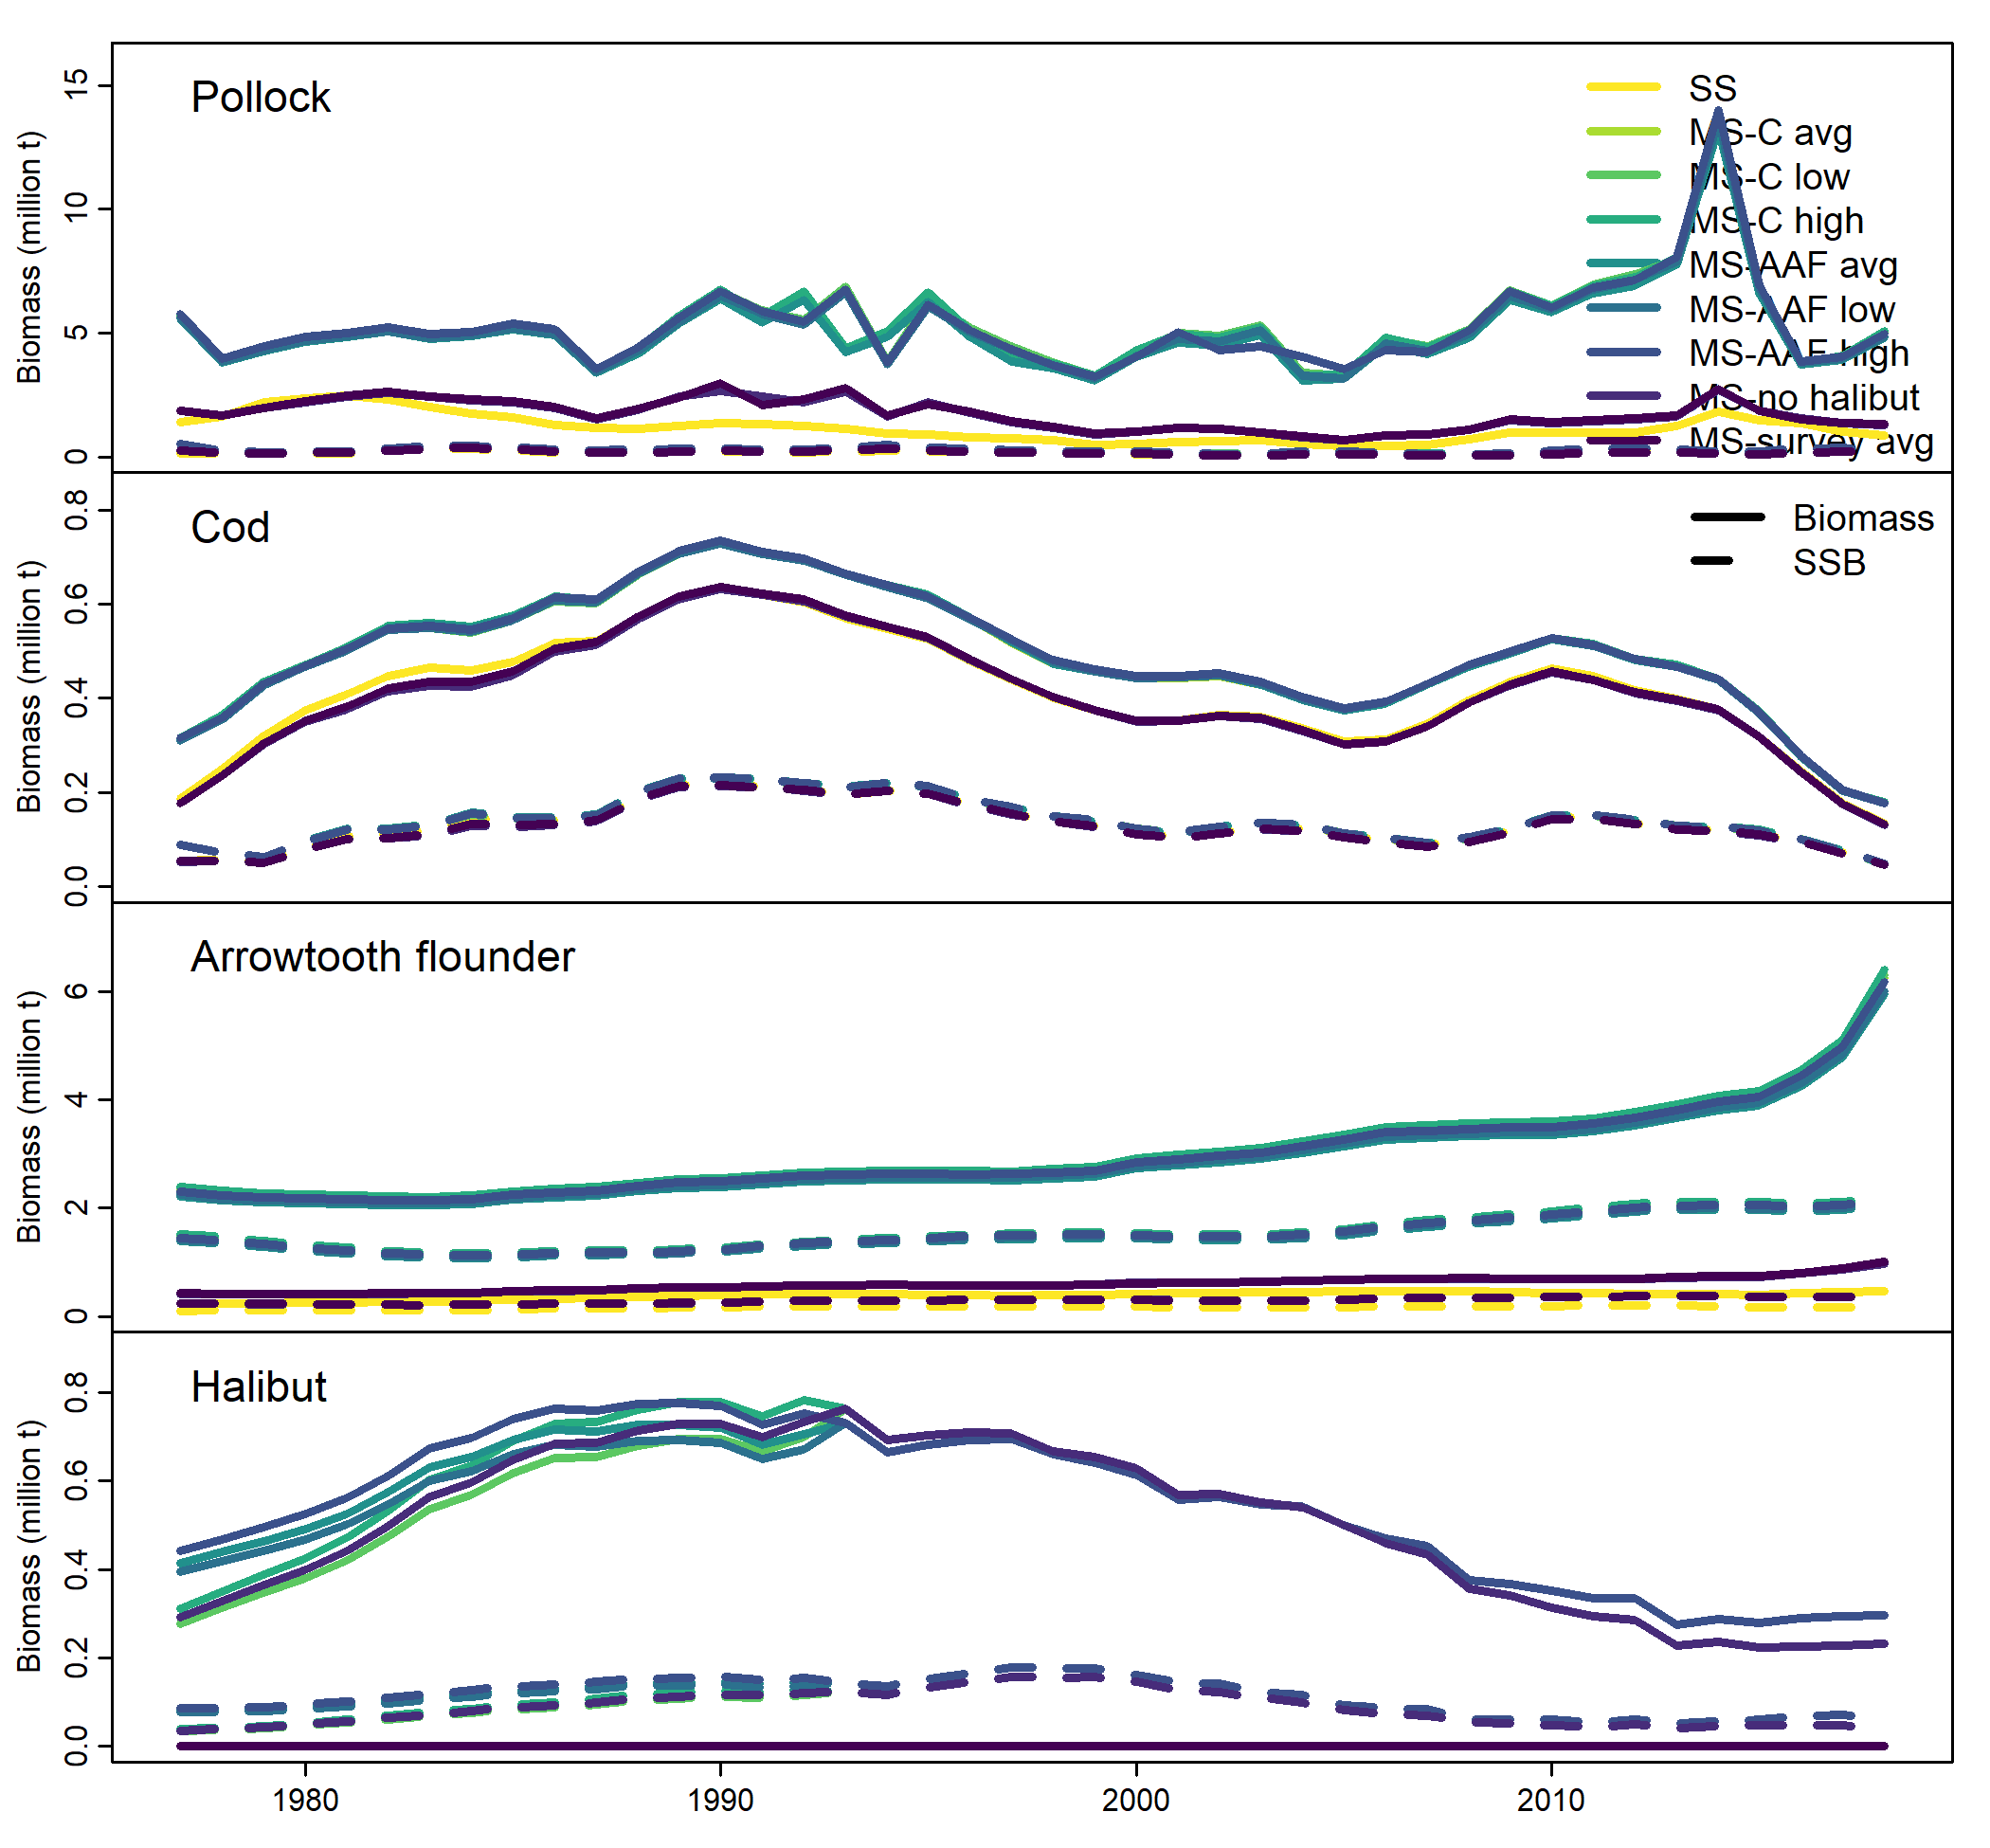 Pollock
SS
MS-C avg
MS-C low
MS-C high
MS-AAF avg
MS-AAF low
MS-AAF high
MS-no halibut
MS-survey avg
Biomass (million t)
0
5
10
15
Cod
Biomass
SSB
Biomass (million t)
0.0
0.2
0.4
0.6
0.8
Arrowtooth flounder
Biomass (million t)
0
2
4
6
Halibut
Biomass (million t)
0.0
0.2
0.4
0.6
0.8
1980 1990 2000 2010